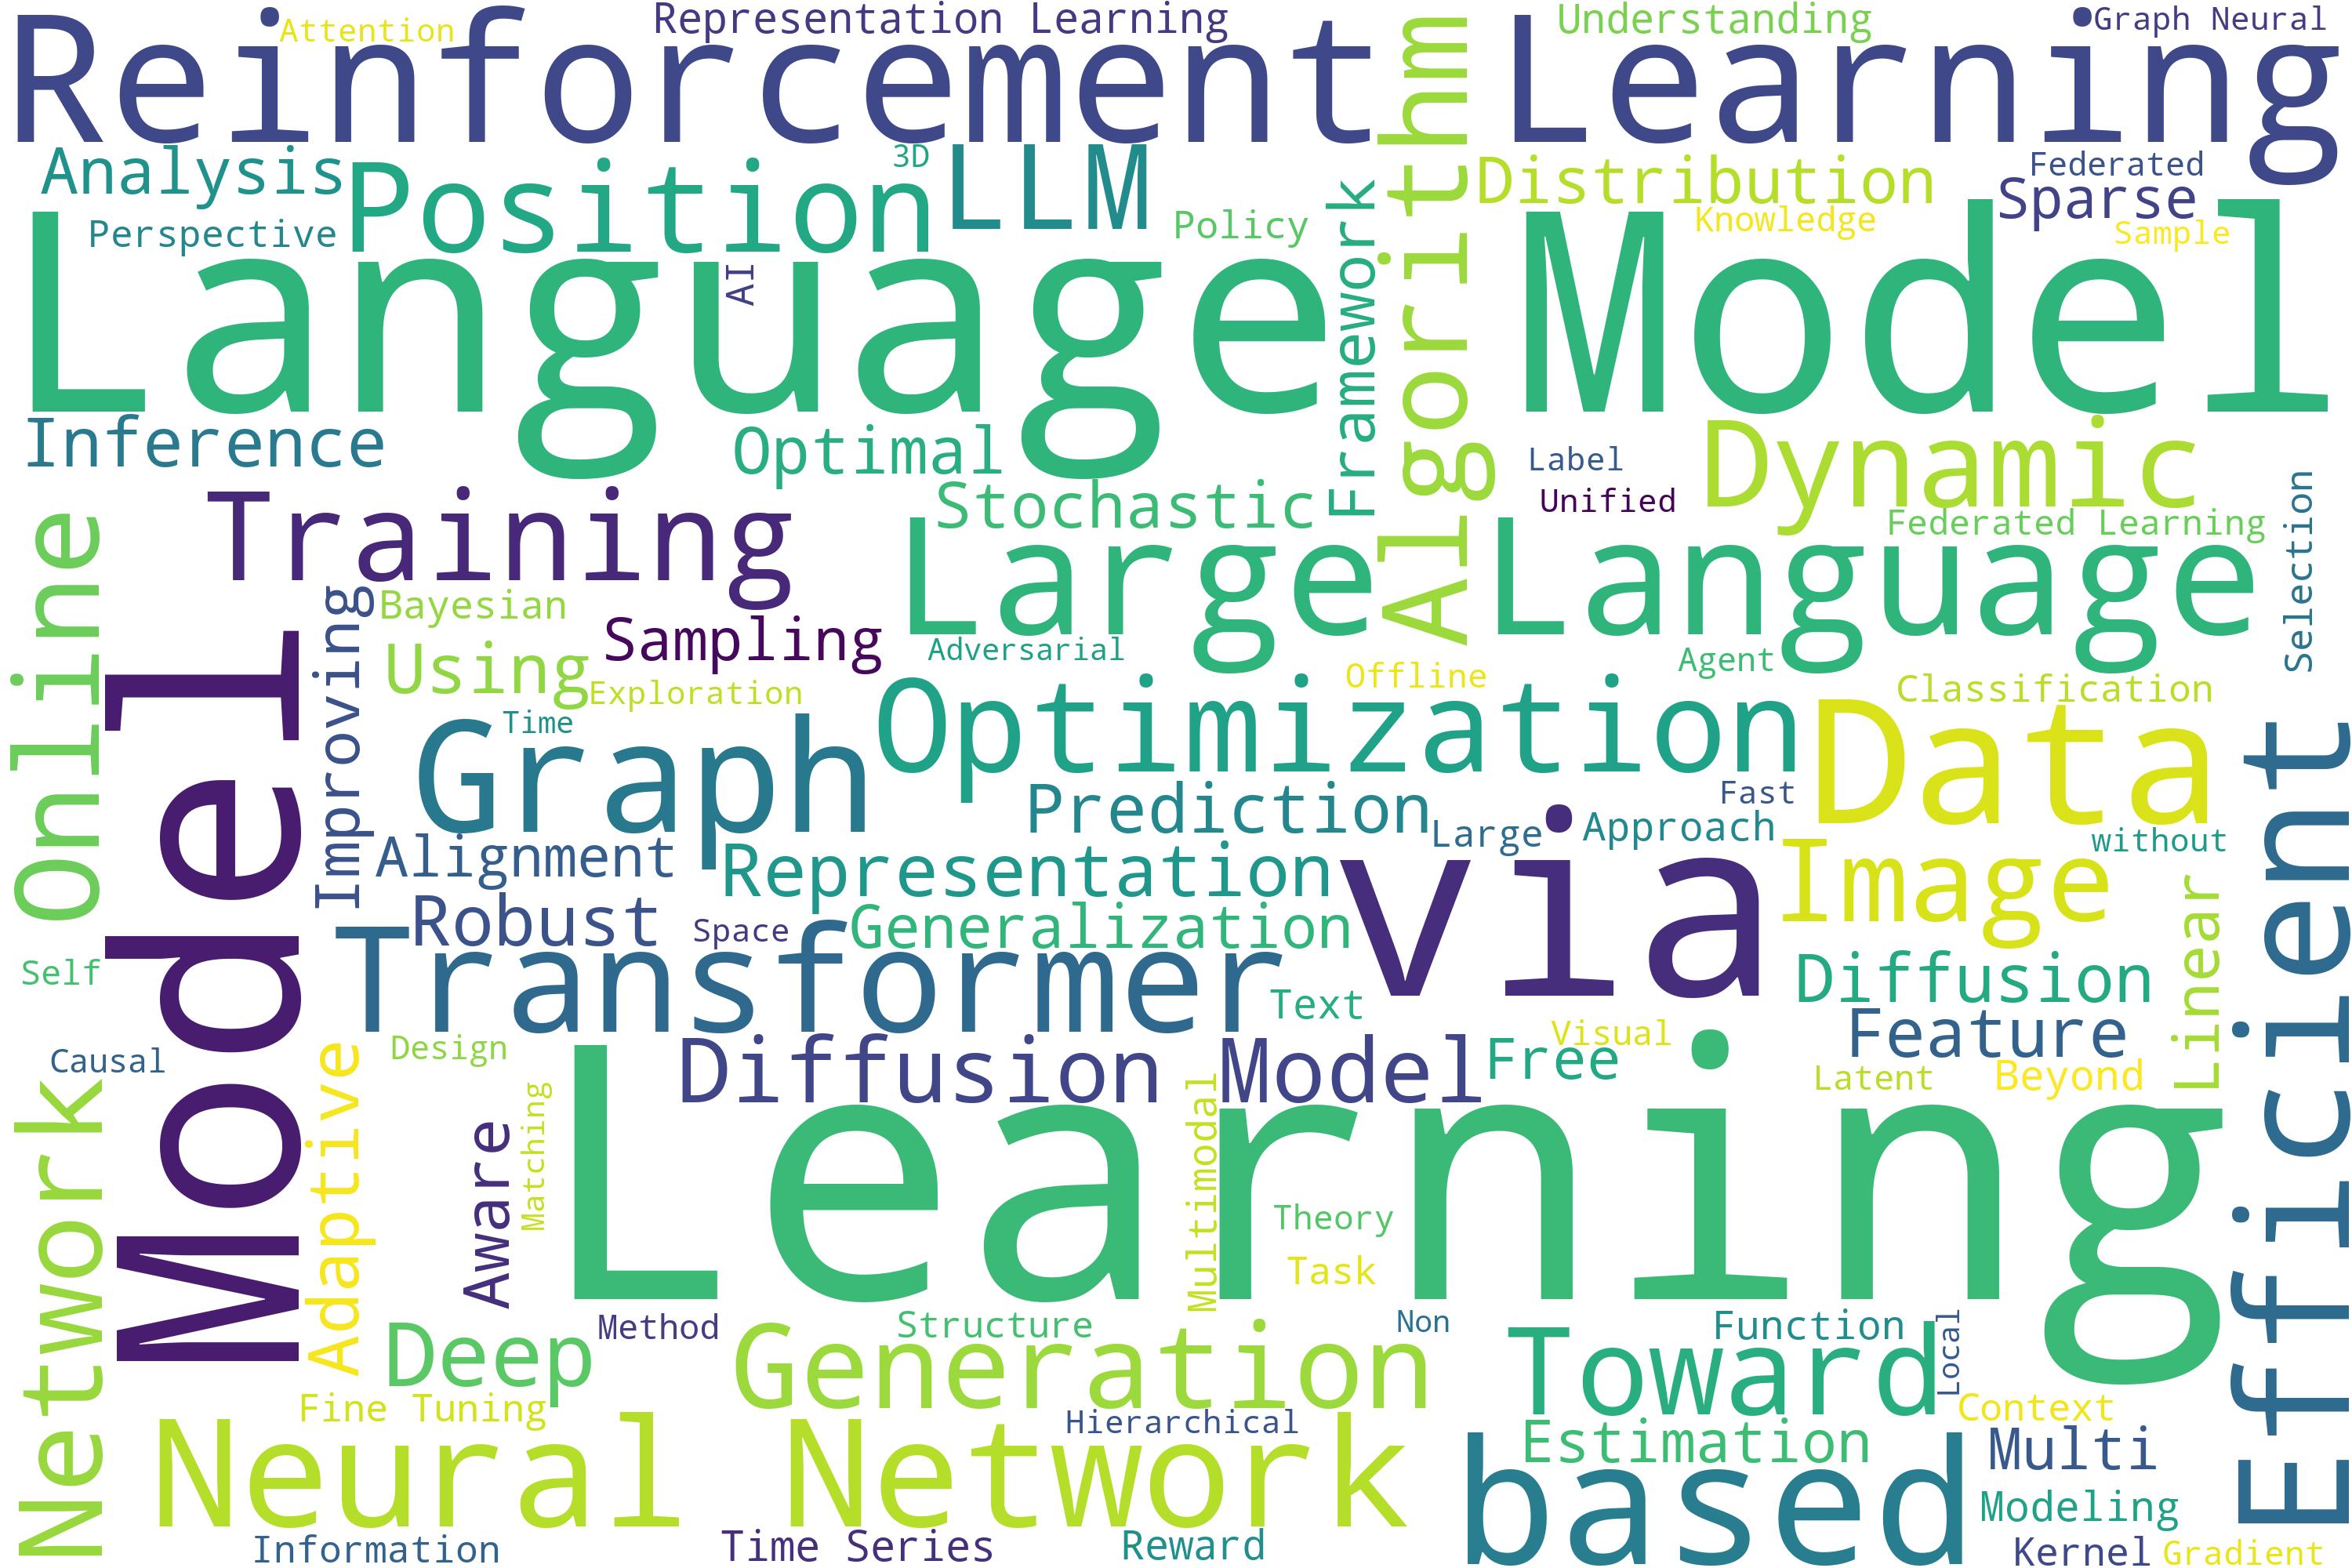 Reinforcement Learning
Attention
Representation Learning
Understanding
Graph Neural
Algorithm
Analysis
Position
3D
LLM
Distribution
Federated
Sparse
Perspective
Policy
Framework
Knowledge
Sample
Language Model
AI
Inference
Optimal
Label
Dynamic
Unified
Training
Stochastic
Federated Learning
Selection
Online
Large Language
Improving
Bayesian
Sampling
Adversarial
Using
Exploration
Offline
Agent
Classification
Model
Time
Graph
Optimization
Data
Efficient
Prediction
Fast
Large
Approach
without
Alignment
Representation
via
Image
Linear
Robust
Space
Generalization
Self
Transformer
Text
Diffusion
Causal
Design
Diffusion Model
Visual
Free
Feature
Latent
Beyond
Network
Adaptive
Aware
Matching
Learning
Multimodal
Theory
Task
Method
Structure
Non
Function
Local
Deep
Generation
Toward
Fine Tuning
Hierarchical
Context
Neural Network
Estimation
Multi
based
Modeling
Information
Time Series
Reward
Kernel
Gradient